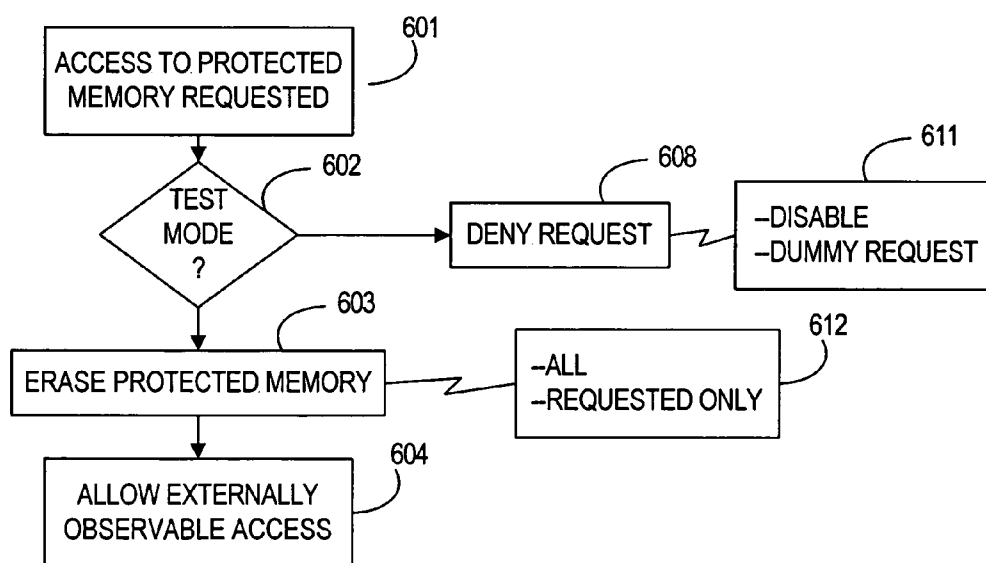 601
ACCESS TO PROTECTED
MEMORY REQUESTED
602
TEST
MODE
?
608
DENY REQUEST
611
–DISABLE
–DUMMY REQUEST
603
ERASE PROTECTED MEMORY
612
–ALL
–REQUESTED ONLY
604
ALLOW EXTERNALLY
OBSERVABLE ACCESS